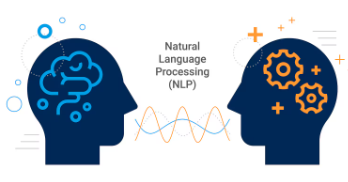 Natural
Language
Processing
(NLP)